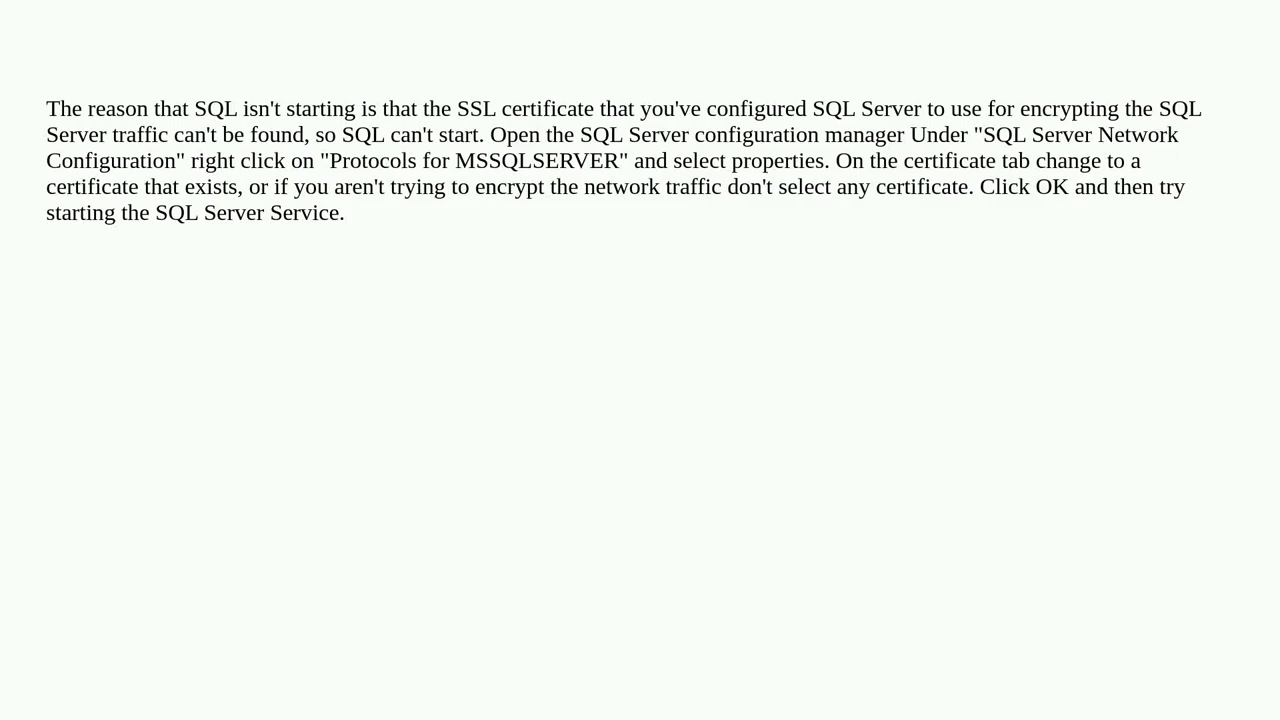 The reason that SQL isn't starting is that the SSL certificate that you've configured SQL Server to use for encrypting the SQL
Server traffic can't be found, so SQL can't start. Open the SQL Server configuration manager Under "SQL Server Network
Configuration" right click on "Protocols for MSSQLSERVER" and select properties. On the certificate tab change to a
certificate that exists, or if you aren't trying to encrypt the network traffic don't select any certificate. Click OK and then try
starting the SQL Server Service.